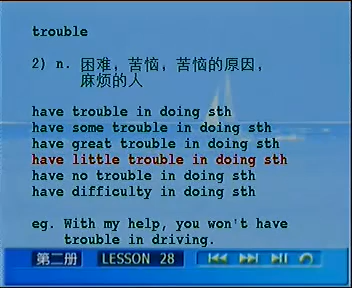 trouble
2) n. 困难，苦恼，苦恼的原因，
麻烦的人
have trouble in doing sth
have some trouble in doing sth
have great trouble in doing sth
have little trouble in doing sth
have no trouble in doing sth
have difficulty in doing sth
eg. With my help, you won't have
trouble in driving.
第二册 LESSON 28